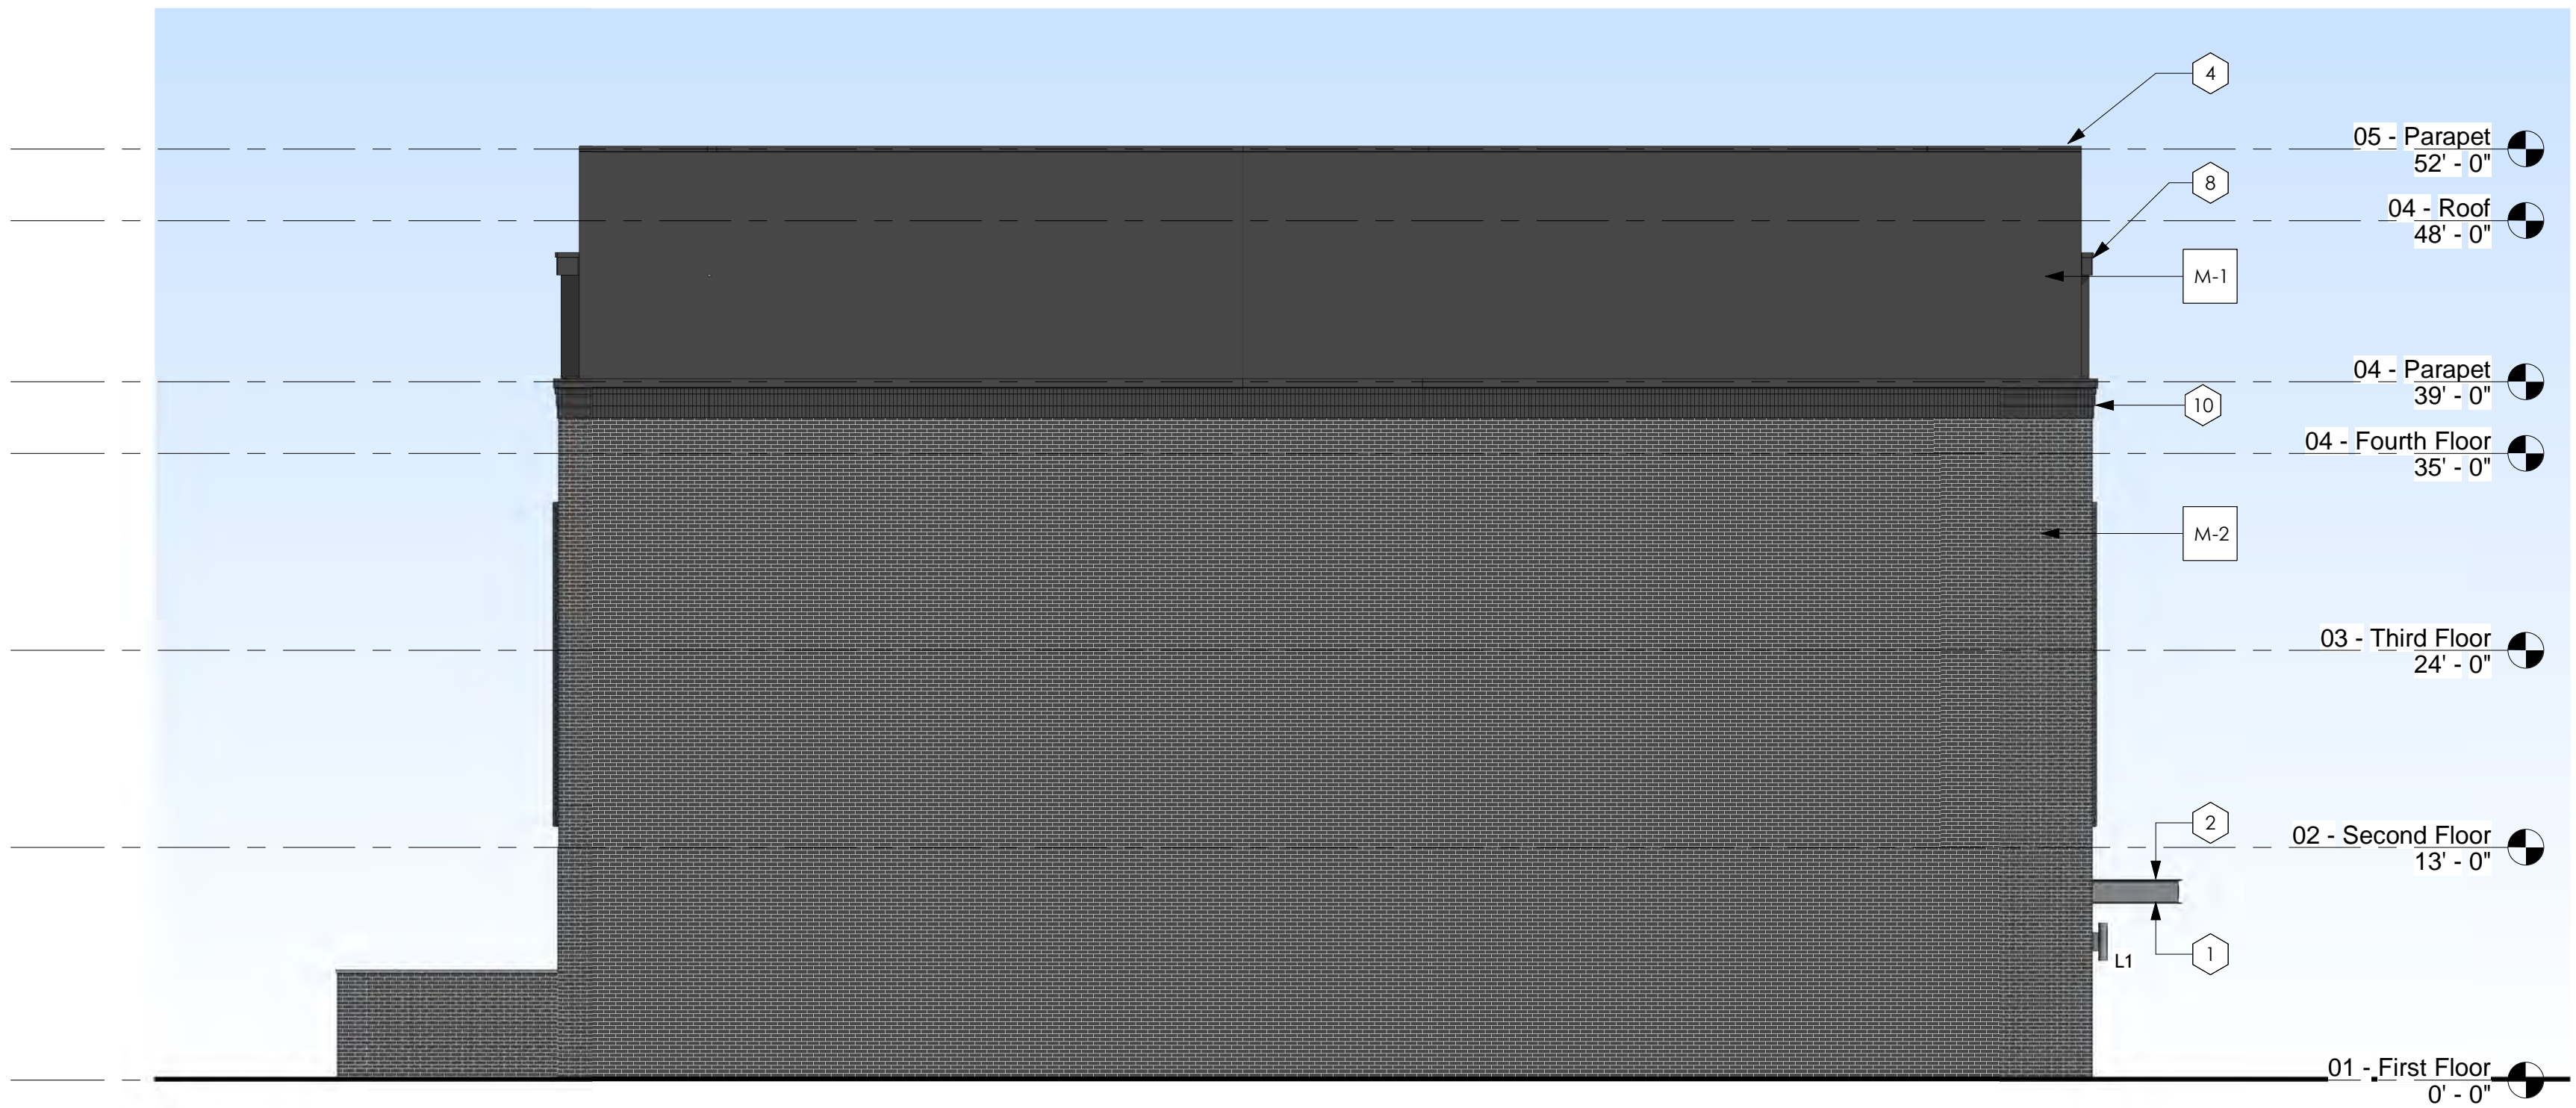 4
05 - Parapet
52' - 0"
8
04 - Roof
48' - 0"
M-1
04 - Parapet
39' - 0"
10
04 - Fourth Floor
35' - 0"
M-2
03 - Third Floor
24' - 0"
2
02 - Second Floor
13' - 0"
L1
1
01 - First Floor
0' - 0"